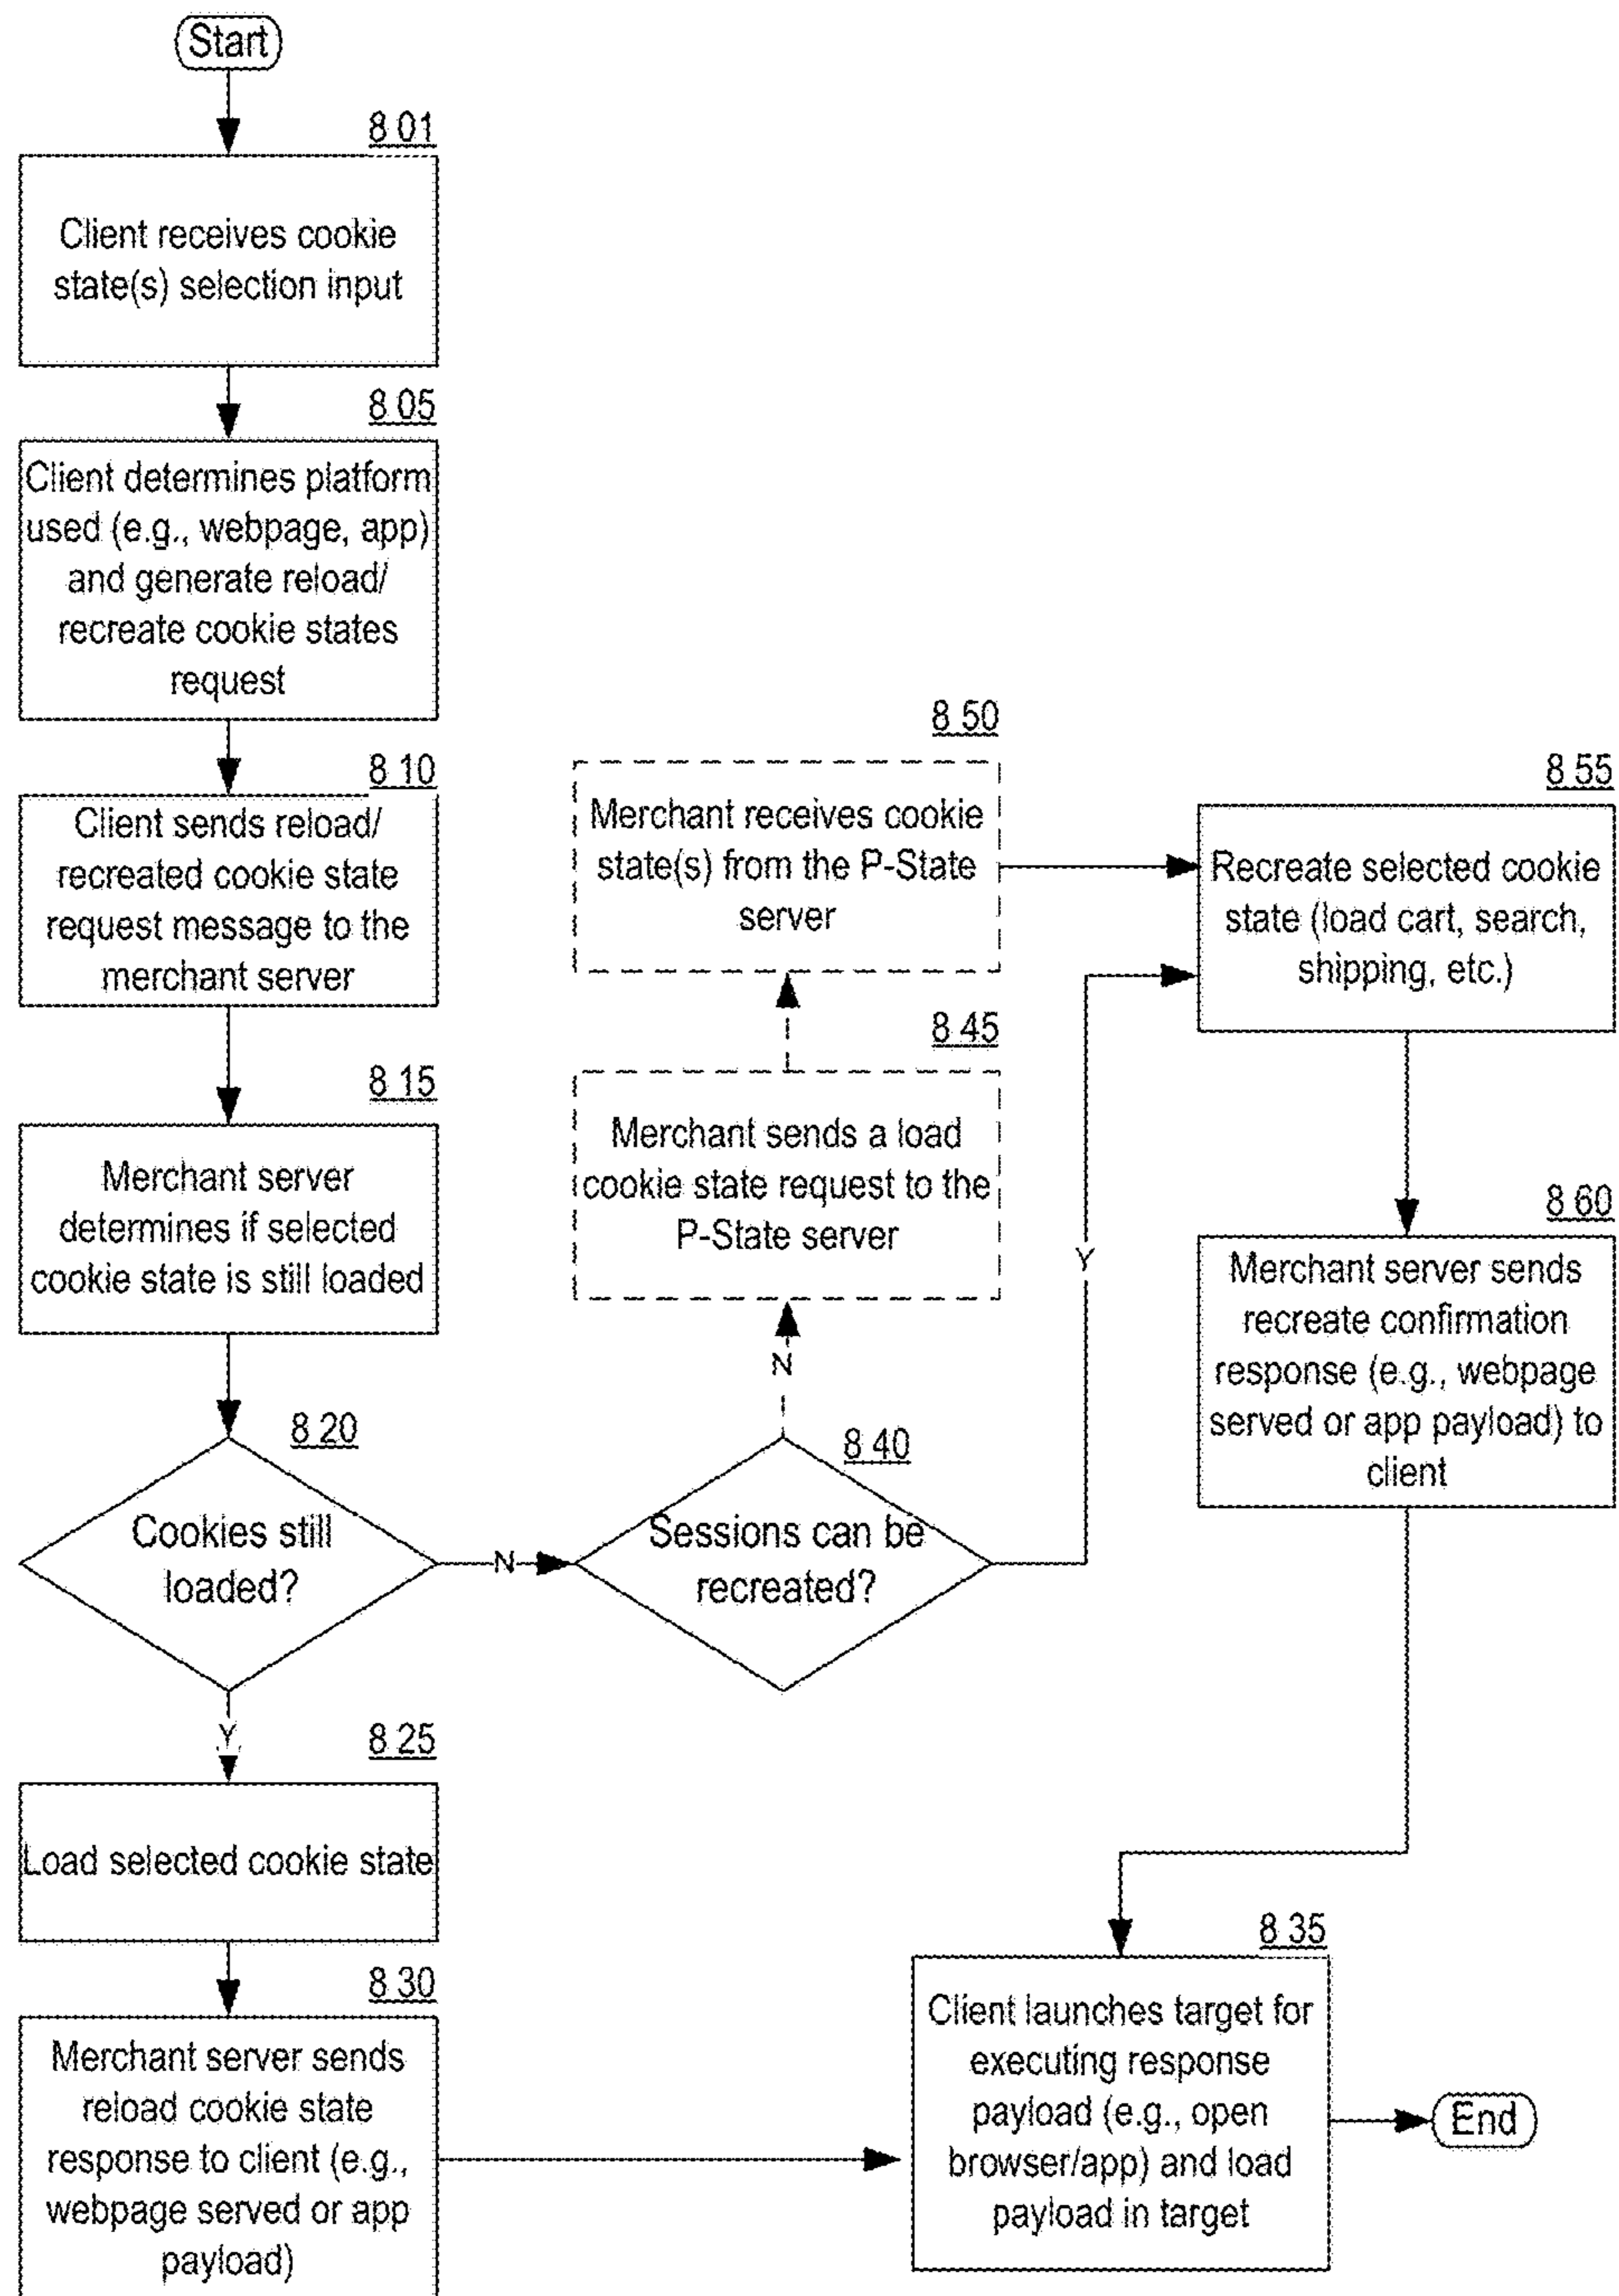 Start
8 01
Client receives cookie
state(s) selection input
8 05
Client determines platform
used (e.g., webpage, app)
and generate reload/
recreate cookie states
request
8 10
Client sends reload/
recreated cookie state
request message to the
merchant server
8 15
Merchant server
determines if selected
cookie state is still loaded
8 20
Cookies still
loaded?
N
Y
8 25
Load selected cookie state
8 30
Merchant server sends
reload cookie state
response to client (e.g.,
webpage served or app
payload)
8 40
Sessions can be
recreated?
N
Y
8 45
Merchant sends a load
cookie state request to the
P-State server
8 50
Merchant receives cookie
state(s) from the P-State
server
8 55
Recreate selected cookie
state (load cart, search,
shipping, etc.)
8 60
Merchant server sends
recreate confirmation
response (e.g., webpage
served or app payload) to
client
8 35
Client launches target for
executing response
payload (e.g., open
browser/app) and load
payload in target
End